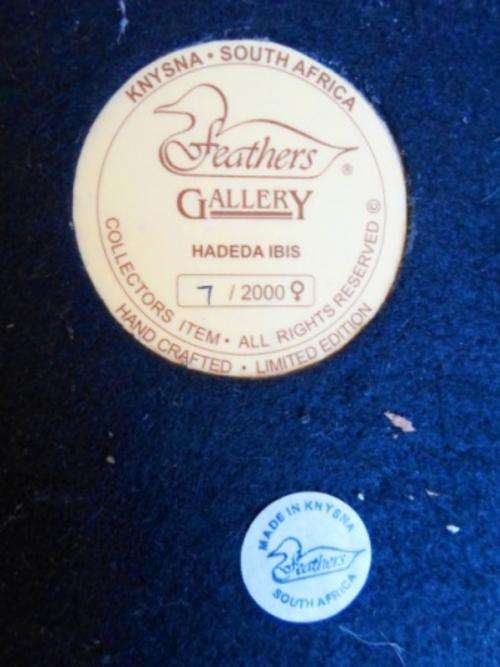 KNYSNA • SOUTH AFRICA
Feathers ®
GALLERY
HADEDA IBIS
7 / 2000 ♀
COLLECTORS ITEM • ALL RIGHTS RESERVED ©
HAND CRAFTED • LIMITED EDITION
MADE IN KNYSNA
Feathers
SOUTH AFRICA